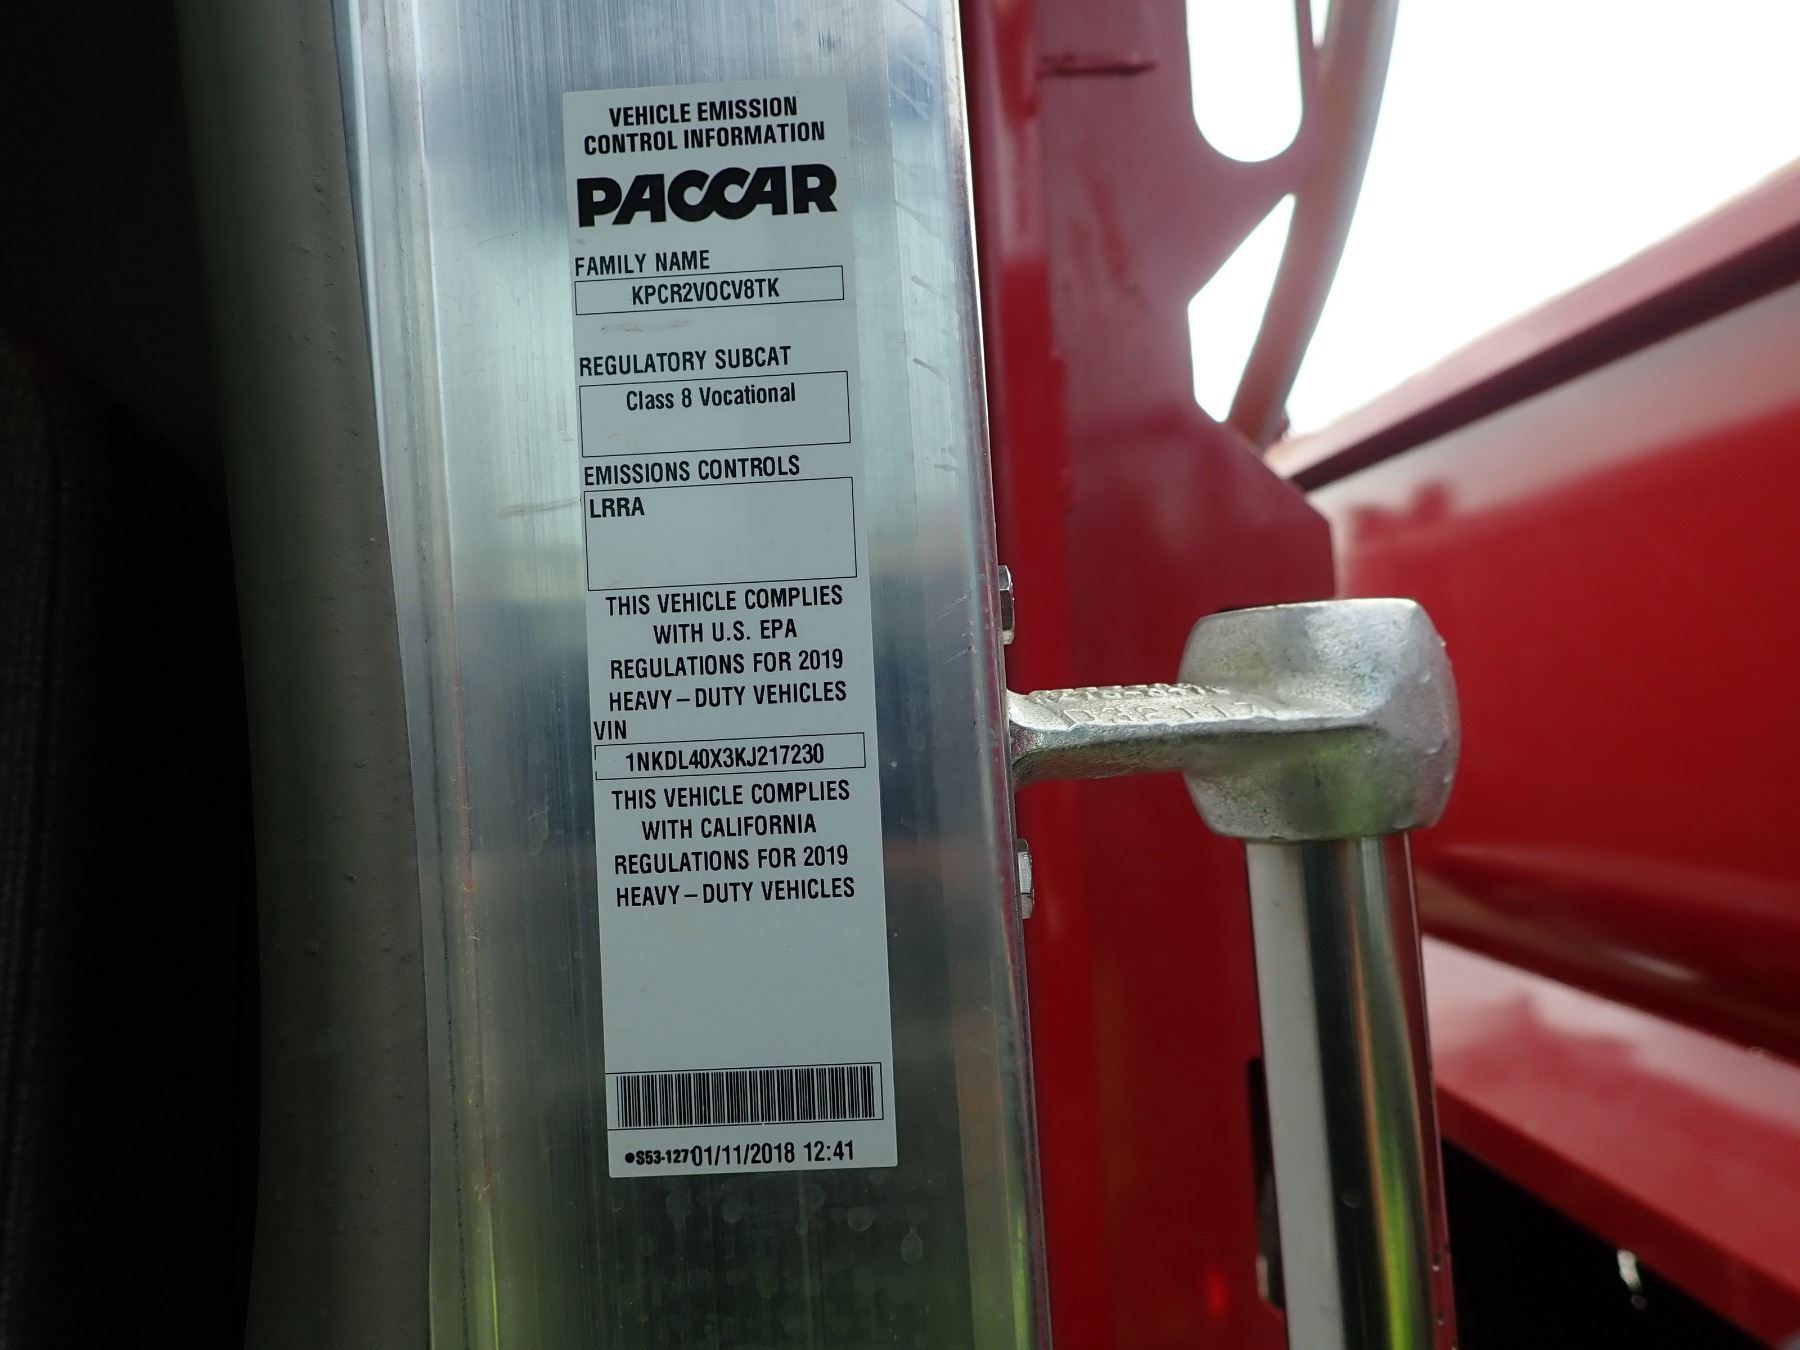 VEHICLE EMISSION
CONTROL INFORMATION
PACCAR
FAMILY NAME
KPCR2VOCV8TK
REGULATORY SUBCAT
Class 8 Vocational
EMISSIONS CONTROLS
LRRA
THIS VEHICLE COMPLIES
WITH U.S. EPA
REGULATIONS FOR 2019
HEAVY – DUTY VEHICLES
VIN
1NKDL40X3KJ217230
THIS VEHICLE COMPLIES
WITH CALIFORNIA
REGULATIONS FOR 2019
HEAVY – DUTY VEHICLES
●S53-127 01/11/2018 12:41